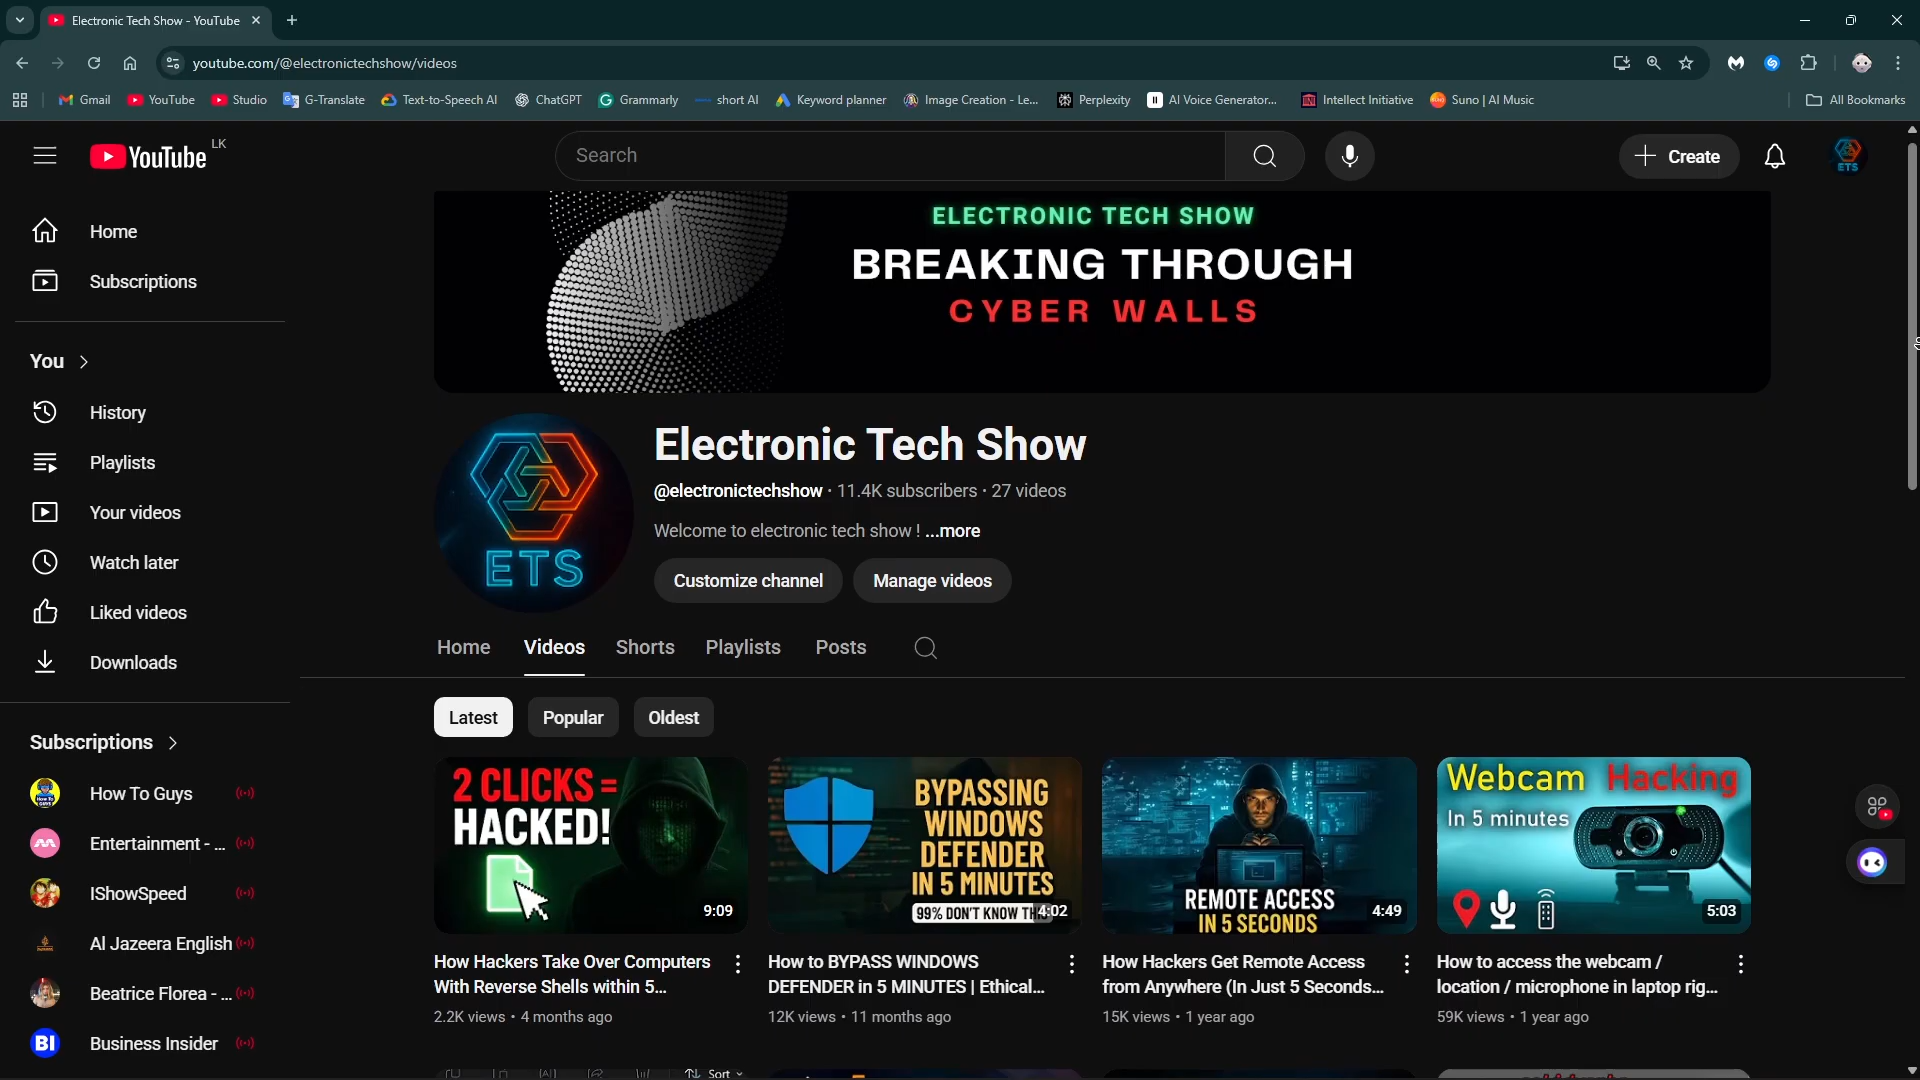 Electronic Tech Show - YouTube
youtube.com/@electronictechshow/videos
Gmail
YouTube
Studio
G-Translate
Text-to-Speech AI
ChatGPT
Grammarly
short AI
Keyword planner
Image Creation - Le...
Perplexity
AI Voice Generator...
Intellect Initiative
Suno | AI Music
All Bookmarks
YouTube LK
Search
Create
ETS
Home
Subscriptions
You
History
Playlists
Your videos
Watch later
Liked videos
Downloads
Subscriptions
How To Guys
Entertainment - ...
IShowSpeed
Al Jazeera English
Beatrice Florea - ...
BI
Business Insider
ELECTRONIC TECH SHOW
BREAKING THROUGH
CYBER WALLS
ETS
Electronic Tech Show
@electronictechshow · 11.4K subscribers · 27 videos
Welcome to electronic tech show ! ...more
Customize channel
Manage videos
Home
Videos
Shorts
Playlists
Posts
Latest
Popular
Oldest
2 CLICKS =
HACKED!
9:09
How Hackers Take Over Computers
With Reverse Shells within 5...
2.2K views • 4 months ago
BYPASSING
WINDOWS
DEFENDER
IN 5 MINUTES
99% DON'T KNOW
4:02
How to BYPASS WINDOWS
DEFENDER in 5 MINUTES | Ethical...
12K views • 11 months ago
REMOTE ACCESS
IN 5 SECONDS
4:49
How Hackers Get Remote Access
from Anywhere (In Just 5 Seconds...
15K views • 1 year ago
Webcam Hacking
In 5 minutes
5:03
How to access the webcam /
location / microphone in laptop rig...
59K views • 1 year ago
Sort